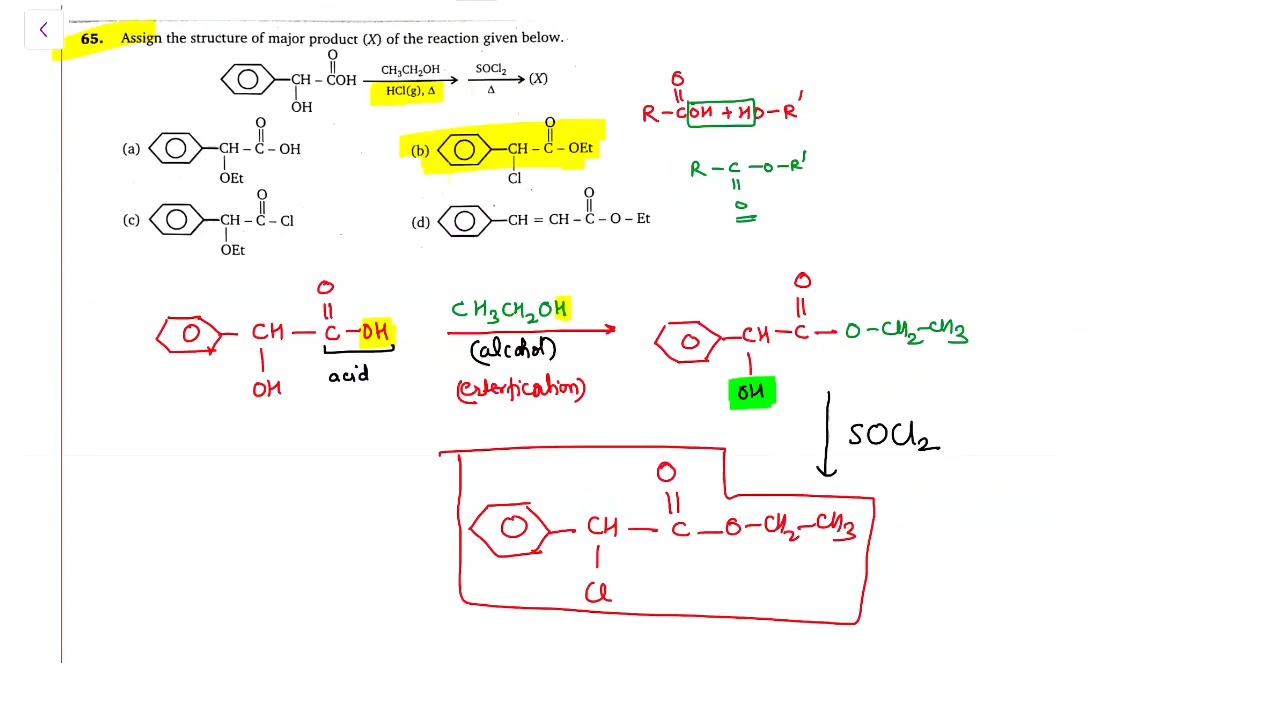 65. Assign the structure of major product (X) of the reaction given below.
O
CH – COH CH₃CH₂OH SOCl₂ (X)
HCl(g), Δ Δ
OH
O
R – C OH + H O – R'
O
(a) CH – C – OH
OEt
O
(b) CH – C – OEt
Cl
R – C – O – R'
O
O
(c) CH – C – Cl
OEt
O
(d) CH = CH – C – O – Et
O
CH – C – OH
OH
acid
CH₃CH₂OH
(alcohol)
(esterification)
O
CH – C – O – CH₂ – CH₃
OH
SOCl₂
O
CH – C – O – CH₂ – CH₃
Cl